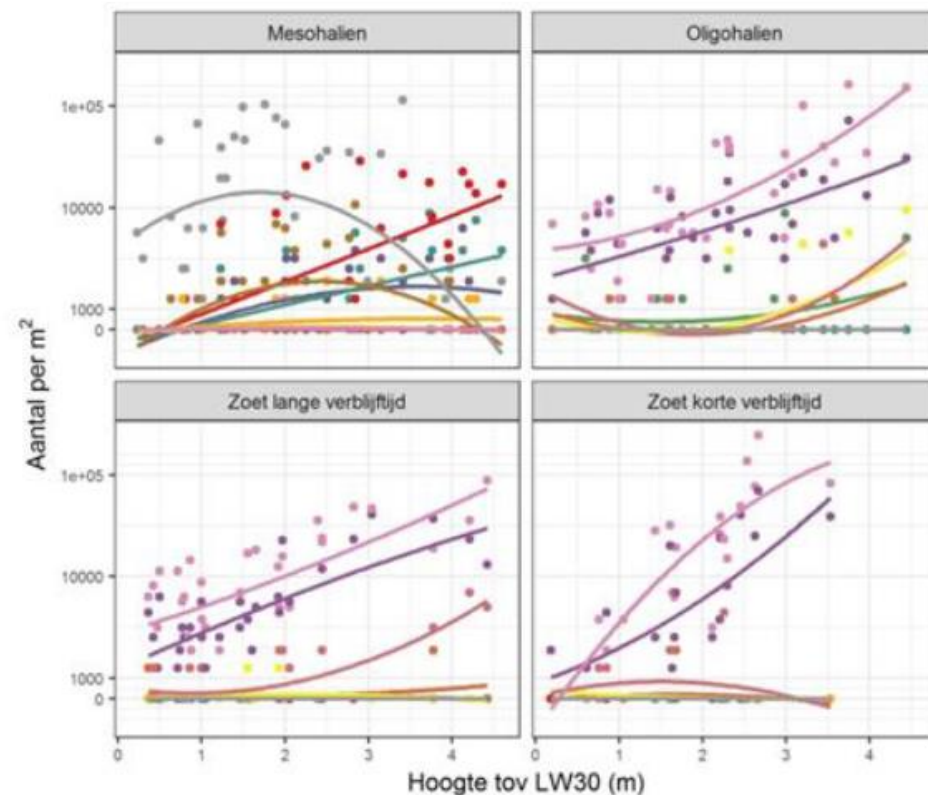 Mesohalien
Oligohalien
1e+05
10000
1000
0
Zoet lange verblijftijd
Zoet korte verblijftijd
1e+05
10000
1000
0
0 1 2 3 4
0 1 2 3 4
Aantal per m²
Hoogte tov LW30 (m)